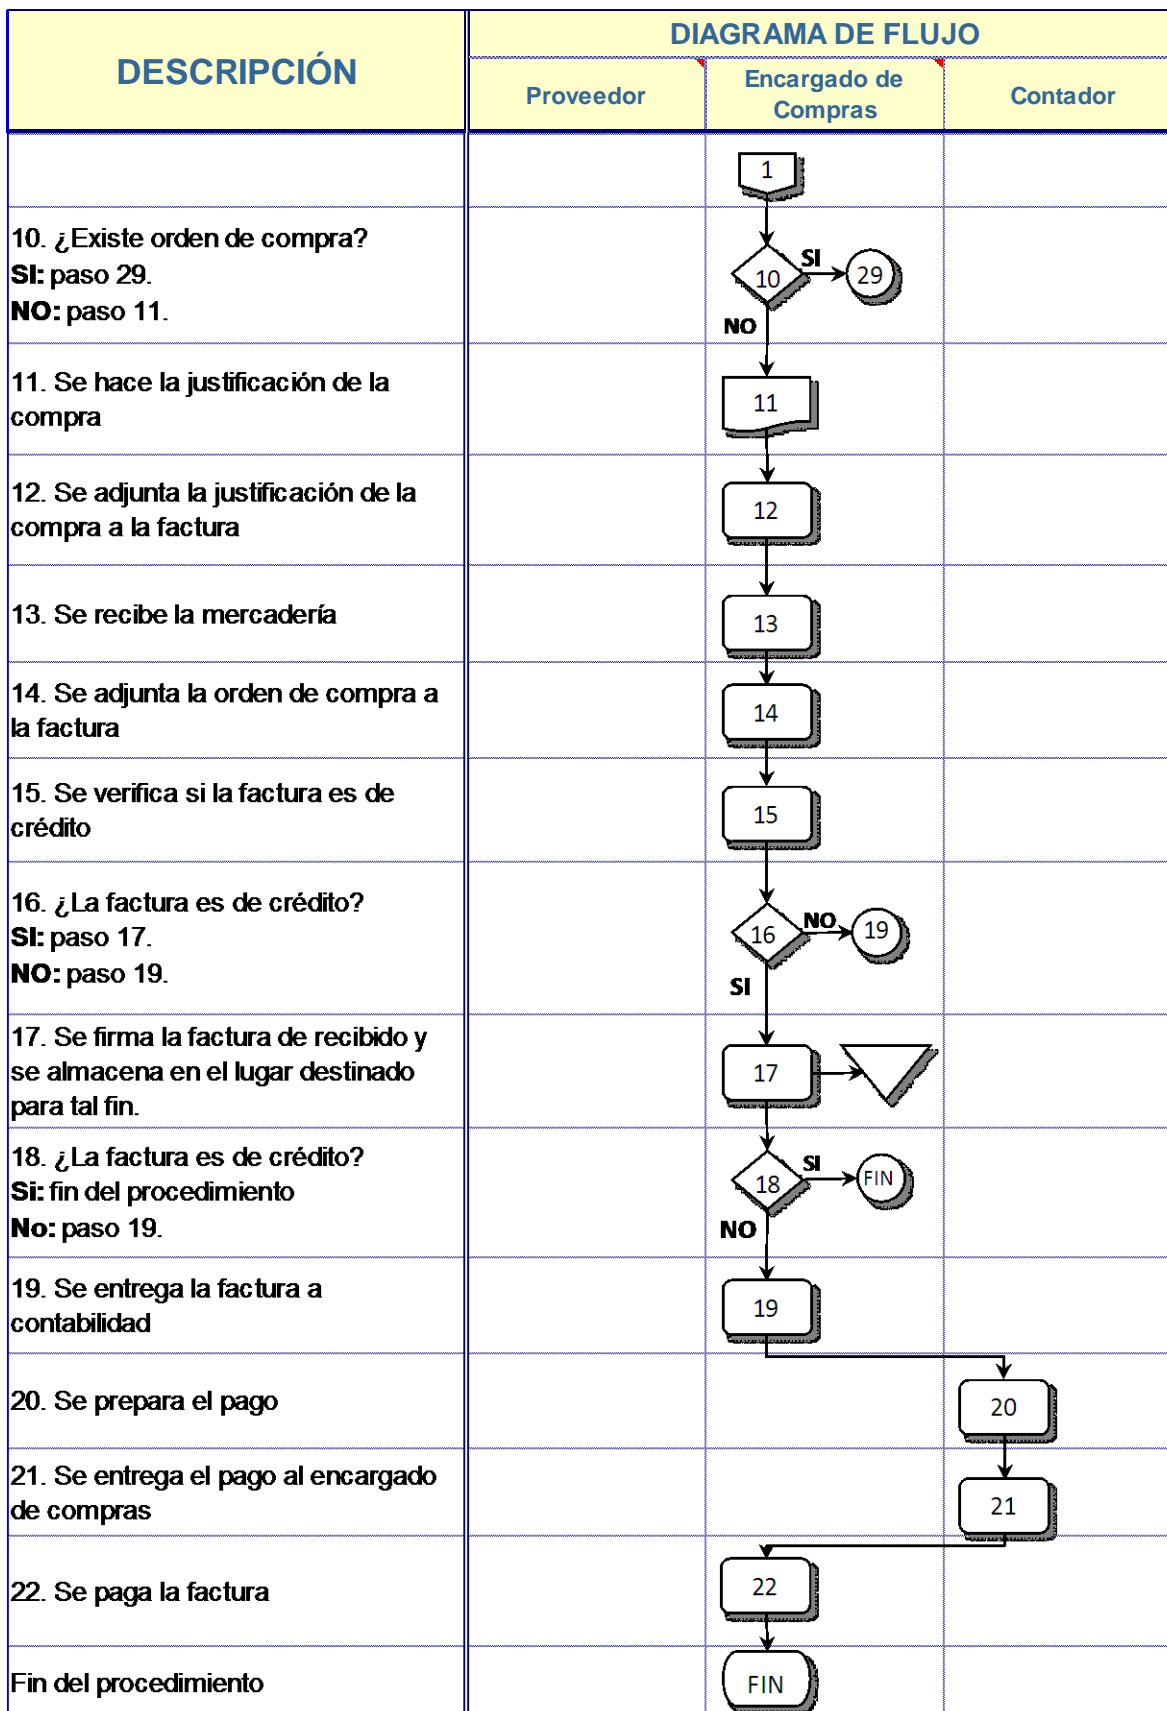 DESCRIPCIÓN
DIAGRAMA DE FLUJO
Proveedor
Encargado de
Compras
Contador
1
10. ¿Existe orden de compra?
SI: paso 29.
NO: paso 11.
10
SI
29
NO
11. Se hace la justificación de la
compra
11
12. Se adjunta la justificación de la
compra a la factura
12
13. Se recibe la mercadería
13
14. Se adjunta la orden de compra a
la factura
14
15. Se verifica si la factura es de
crédito
15
16. ¿La factura es de crédito?
SI: paso 17.
NO: paso 19.
16
NO
19
SI
17. Se firma la factura de recibido y
se almacena en el lugar destinado
para tal fin.
17
18. ¿La factura es de crédito?
Si: fin del procedimiento
No: paso 19.
18
SI
FIN
NO
19. Se entrega la factura a
contabilidad
19
20. Se prepara el pago
20
21. Se entrega el pago al encargado
de compras
21
22. Se paga la factura
22
Fin del procedimiento
FIN